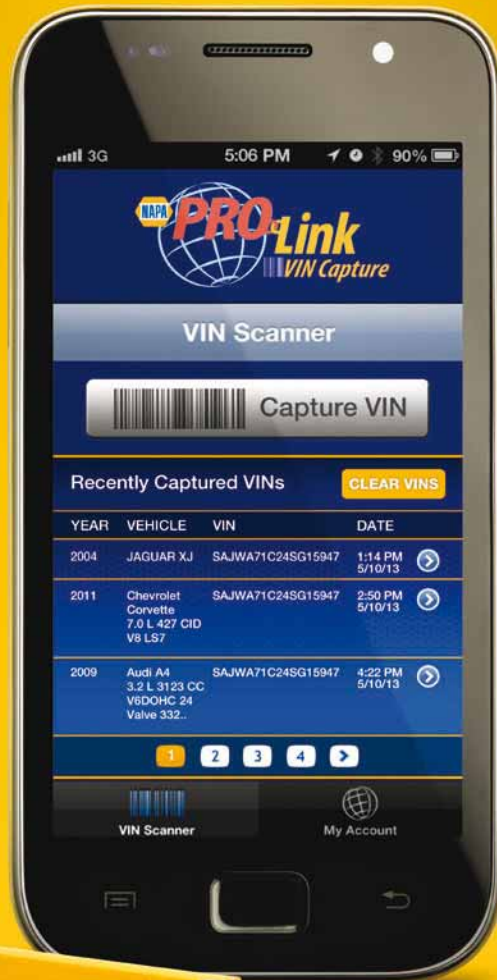 3G 5:06 PM 90%
NAPA PROLink
VIN Capture
VIN Scanner
Capture VIN
Recently Captured VINs CLEAR VINS
YEAR VEHICLE VIN DATE
2004 JAGUAR XJ SAJWA71C24SG15947 1:14 PM
5/10/13
2011 Chevrolet SAJWA71C24SG15947 2:50 PM
Corvette 5/10/13
7.0 L 427 CID
V8 LS7
2009 Audi A4 SAJWA71C24SG15947 4:22 PM
3.2 L 3123 CC 5/10/13
V6DOHC 24
Valve 332..
1 2 3 4
VIN Scanner My Account